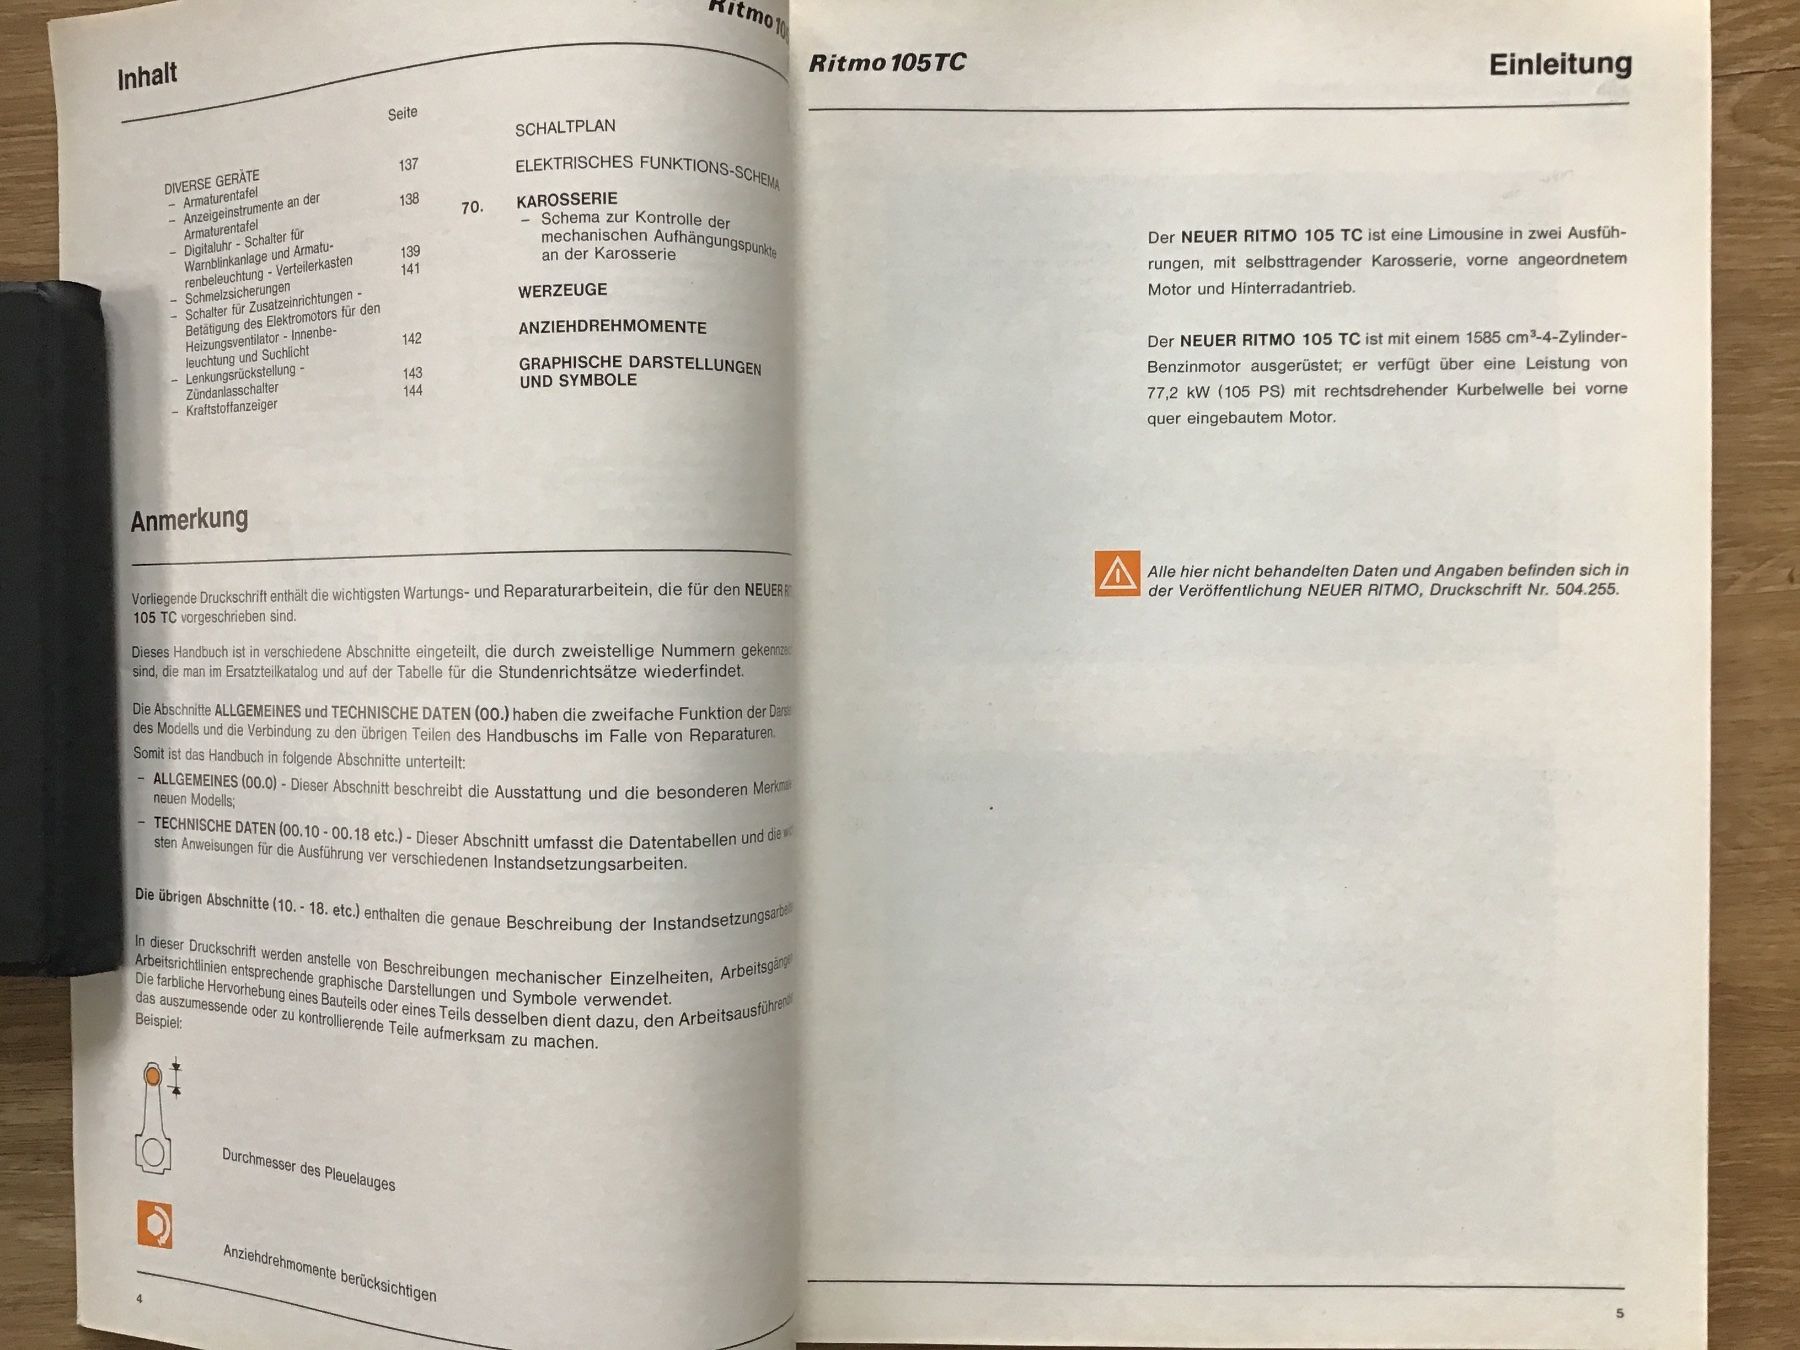 Ritmo 10
Inhalt
Seite
DIVERSE GERÄTE
– Armaturentafel 137
– Anzeigeinstrumente an der
Armaturentafel 138
– Digitaluhr - Schalter für
Warnblinkanlage und Armatu-
renbeleuchtung - Verteilerkasten 139
– Schmelzsicherungen 141
– Schalter für Zusatzeinrichtungen -
Betätigung des Elektromotors für den
Heizungsventilator - Innenbe-
leuchtung und Suchlicht 142
– Lenkungsrückstellung -
Zündanlasschalter 143
– Kraftstoffanzeiger 144
SCHALTPLAN
ELEKTRISCHES FUNKTIONS-SCHEMA
70. KAROSSERIE
– Schema zur Kontrolle der
mechanischen Aufhängungspunkte
an der Karosserie
WERZEUGE
ANZIEHDREHMOMENTE
GRAPHISCHE DARSTELLUNGEN
UND SYMBOLE
Anmerkung
Vorliegende Druckschrift enthält die wichtigsten Wartungs- und Reparaturarbeitein, die für den NEUER
105 TC vorgeschrieben sind.
Dieses Handbuch ist in verschiedene Abschnitte eingeteilt, die durch zweistellige Nummern
sind, die man im Ersatzteilkatalog und auf der Tabelle für die Stundenrichtsätze wiederfindet.
Die Abschnitte ALLGEMEINES und TECHNISCHE DATEN (00.) haben die zweifache Funktion der
des Modells und die Verbindung zu den übrigen Teilen des Handbuschs im Falle von Reparaturen.
Somit ist das Handbuch in folgende Abschnitte unterteilt:
– ALLGEMEINES (00.0) - Dieser Abschnitt beschreibt die Ausstattung und die besonderen
neuen Modells;
– TECHNISCHE DATEN (00.10 - 00.18 etc.) - Dieser Abschnitt umfasst die Datentabellen und die
sten Anweisungen für die Ausführung ver verschiedenen Instandsetzungsarbeiten.
Die übrigen Abschnitte (10. - 18. etc.) enthalten die genaue Beschreibung der
In dieser Druckschrift werden anstelle von Beschreibungen mechanischer Einzelheiten,
Arbeitsrichtlinien entsprechende graphische Darstellungen und Symbole verwendet.
Die farbliche Hervorhebung eines Bauteils oder eines Teils desselben dient dazu, den
das auszumessende oder zu kontrollierende Teile aufmerksam zu machen.
Beispiel:
Durchmesser des Pleuelauges
Anziehdrehmomente berücksichtigen
4
Ritmo 105 TC
Einleitung
Der NEUER RITMO 105 TC ist eine Limousine in zwei Ausfüh-
rungen, mit selbsttragender Karosserie, vorne angeordnetem
Motor und Hinterradantrieb.
Der NEUER RITMO 105 TC ist mit einem 1585 cm³-4-Zylinder-
Benzinmotor ausgerüstet; er verfügt über eine Leistung von
77,2 kW (105 PS) mit rechtsdrehender Kurbelwelle bei vorne
quer eingebautem Motor.
Alle hier nicht behandelten Daten und Angaben befinden sich in
der Veröffentlichung NEUER RITMO, Druckschrift Nr. 504.255.
5